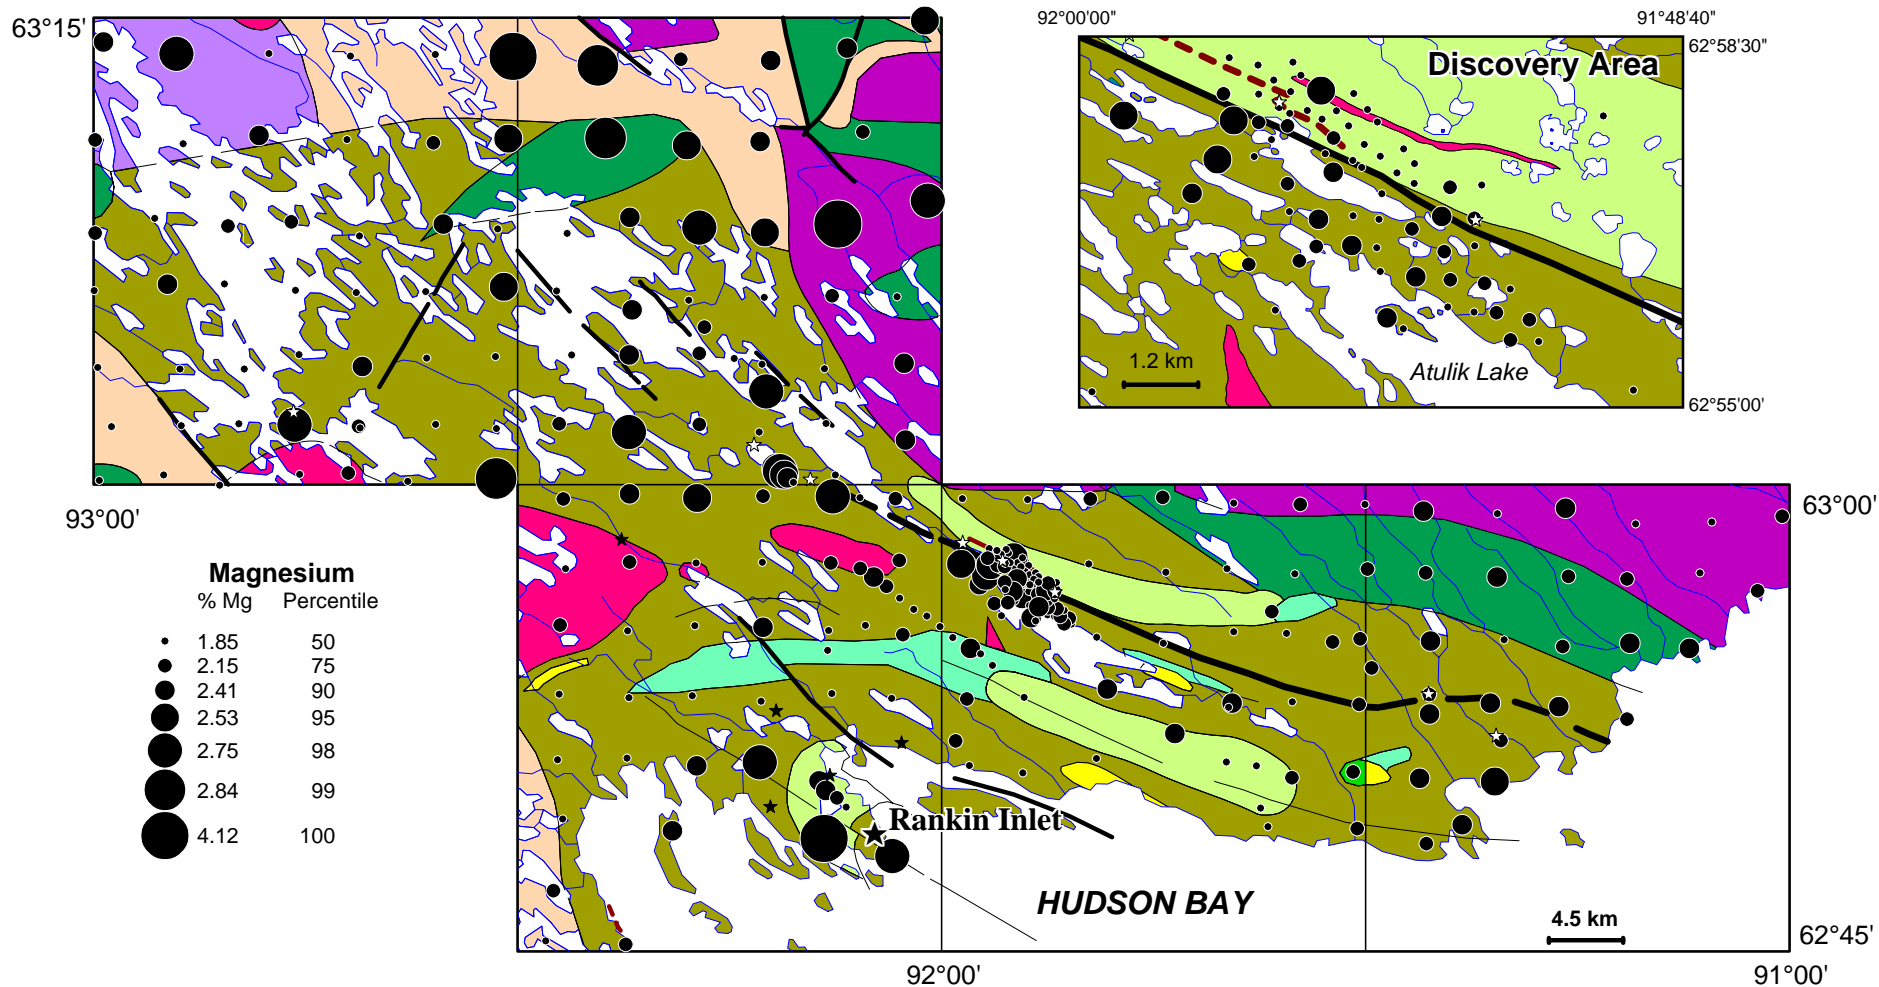 63°15'
93°00'
Magnesium
% Mg Percentile
1.85 50
2.15 75
2.41 90
2.53 95
2.75 98
2.84 99
4.12 100
92°00'00"
91°48'40"
62°58'30"
Discovery Area
1.2 km
Atulik Lake
62°55'00'
63°00'
Rankin Inlet
HUDSON BAY
4.5 km
62°45'
92°00'
91°00'